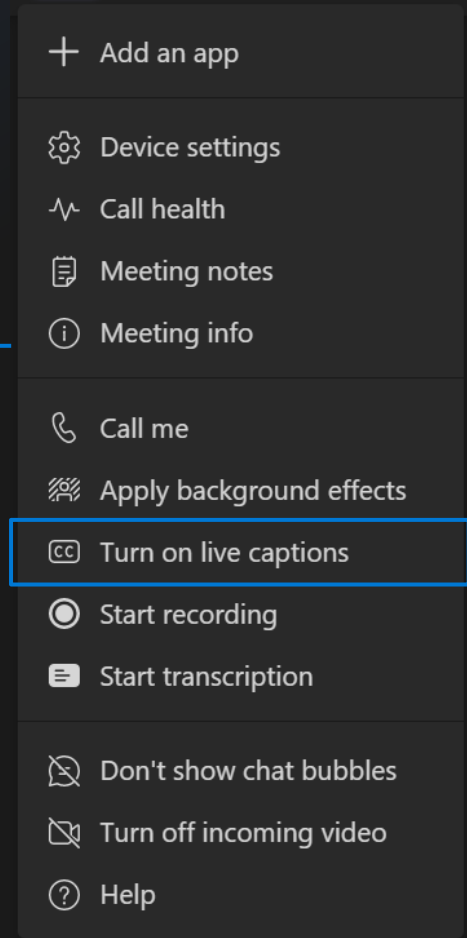 Add an app
Device settings
Call health
Meeting notes
Meeting info
Call me
Apply background effects
CC Turn on live captions
Start recording
Start transcription
Don't show chat bubbles
Turn off incoming video
? Help